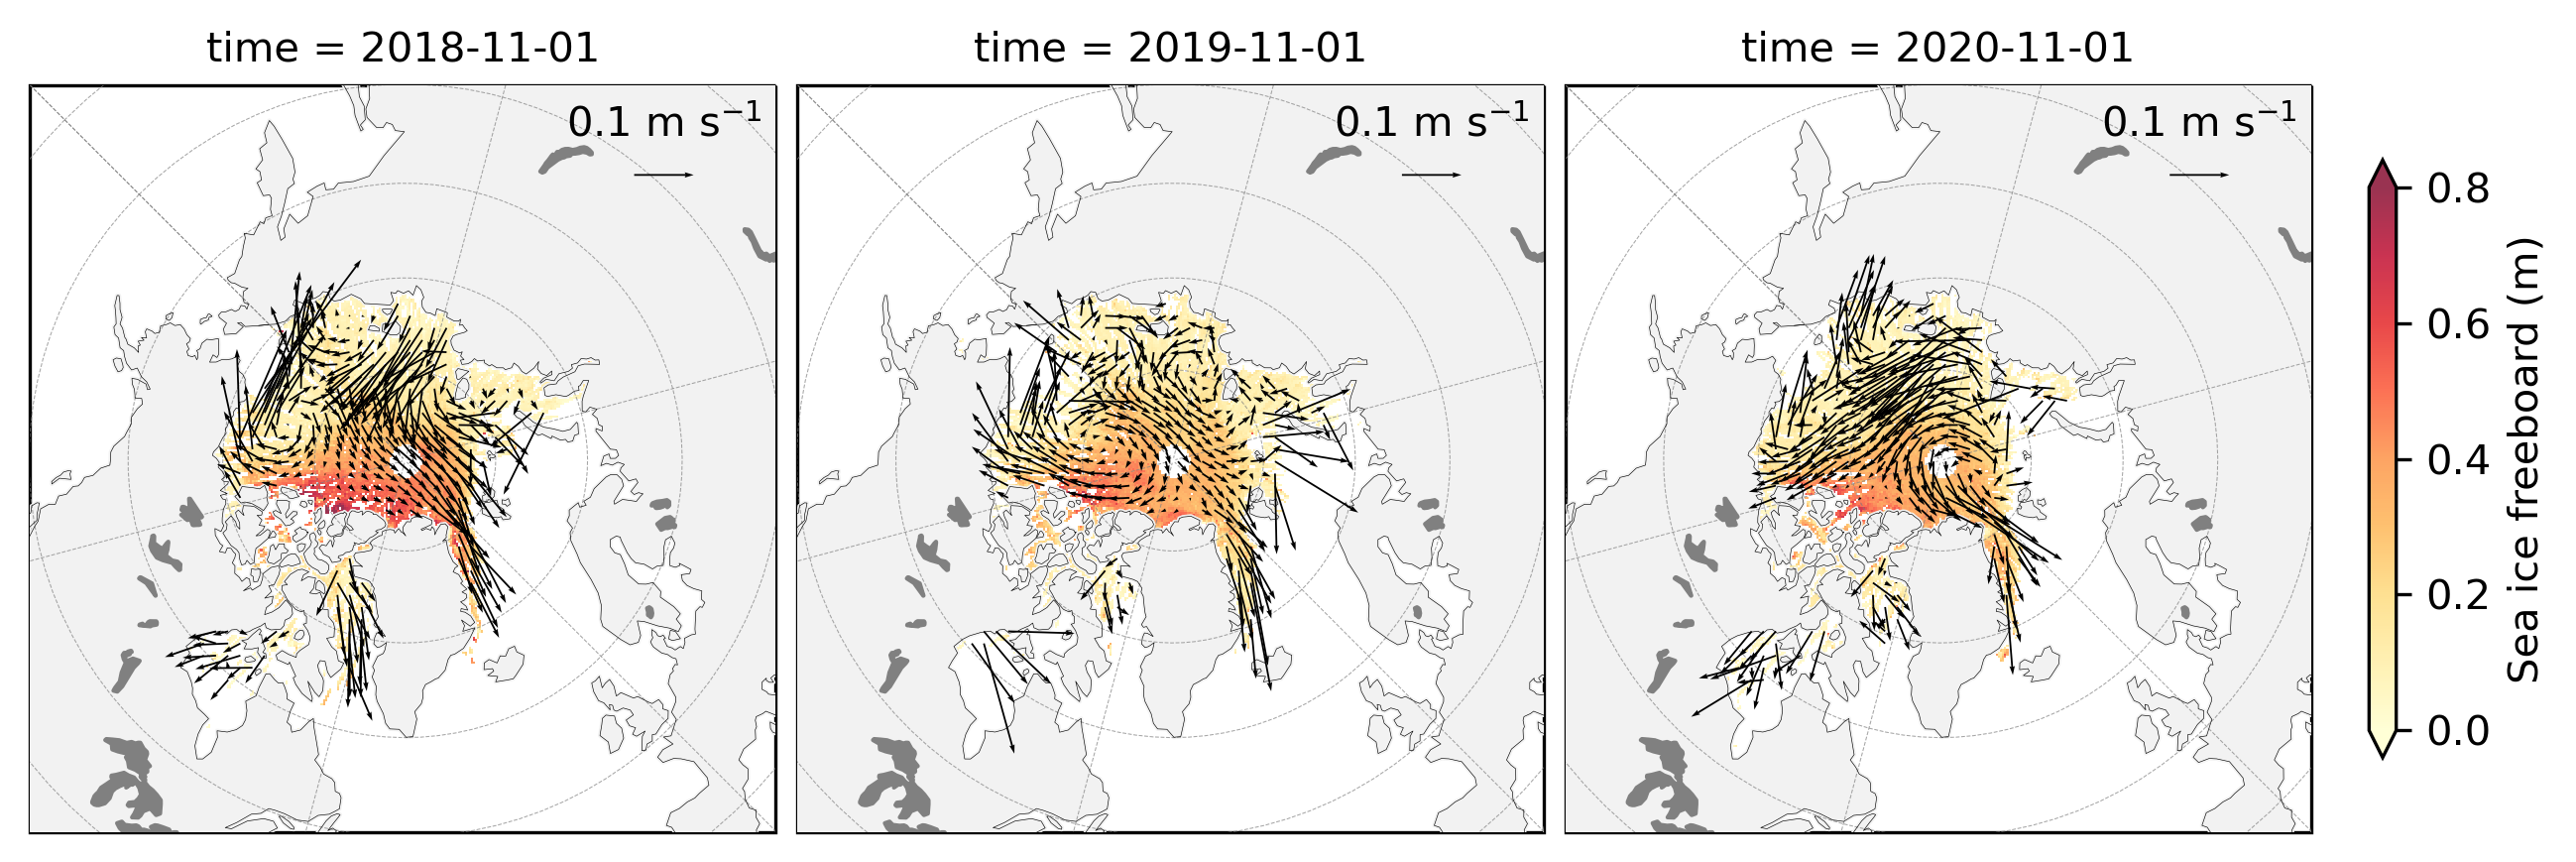 time = 2018-11-01
time = 2019-11-01
time = 2020-11-01
0.1 m s⁻¹
0.1 m s⁻¹
0.1 m s⁻¹
0.8
0.6
0.4
0.2
0.0
Sea ice freeboard (m)